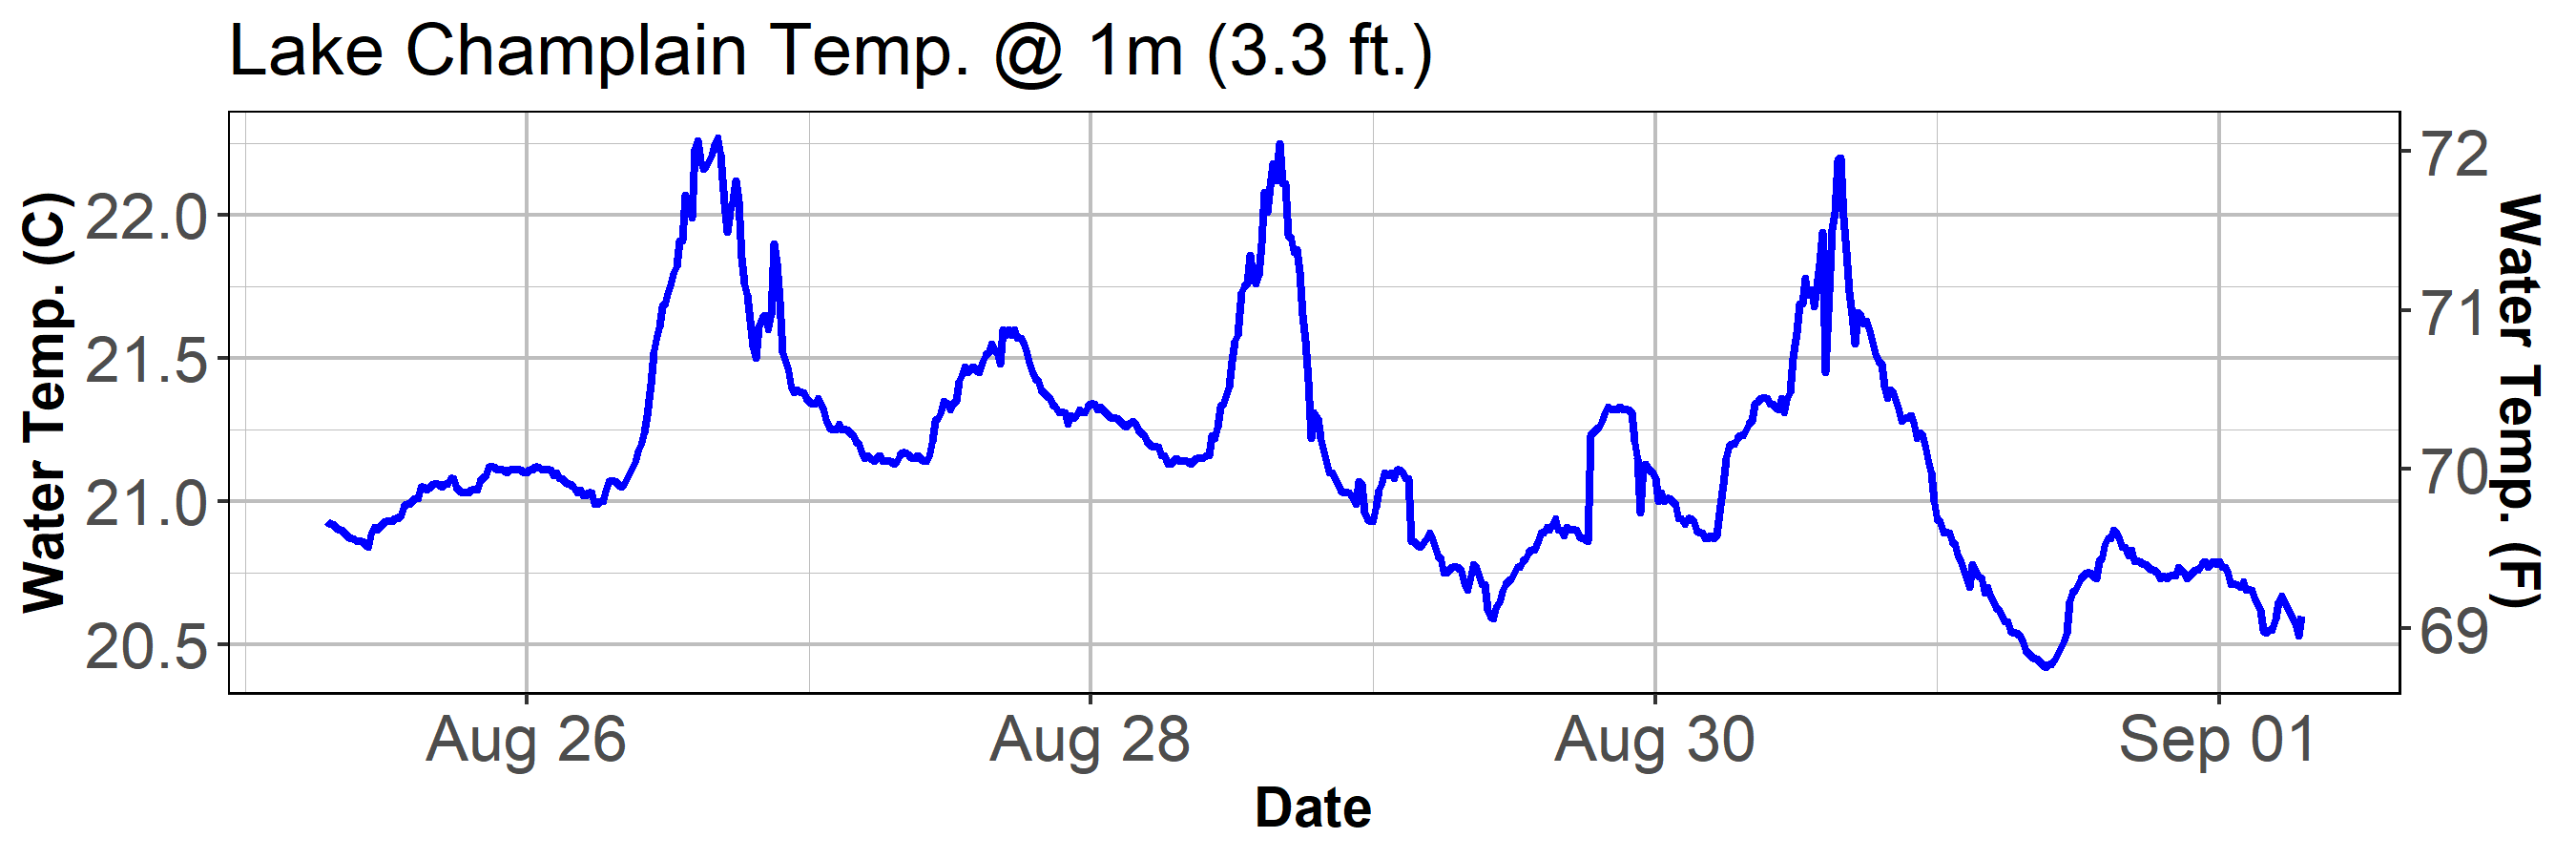 Lake Champlain Temp. @ 1m (3.3 ft.)
Water Temp. (C)
22.0
21.5
21.0
20.5
72
71
70
69
Water Temp. (F)
Aug 26
Aug 28
Aug 30
Sep 01
Date